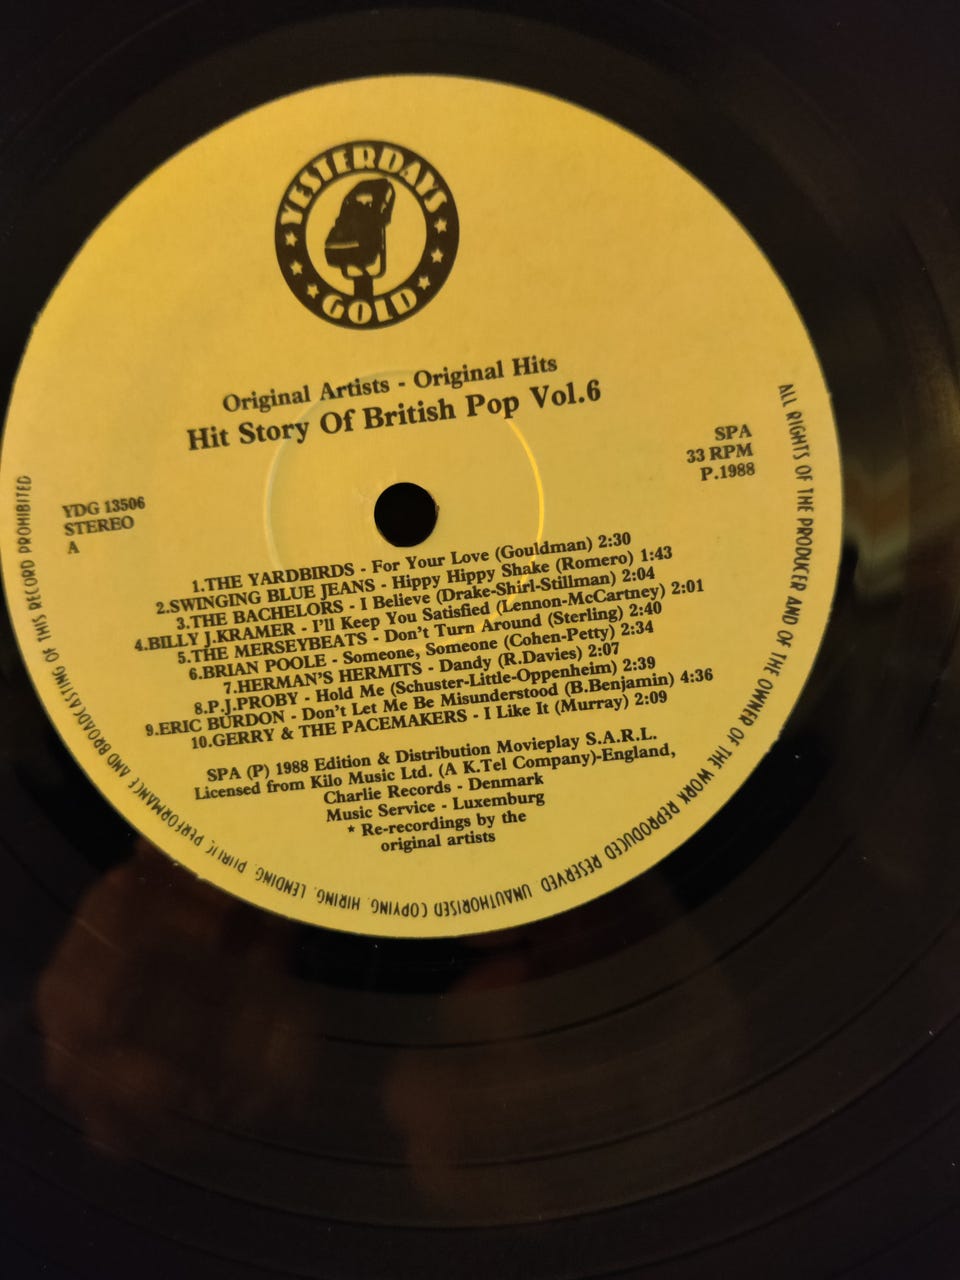 YESTERDAYS
GOLD
Original Artists - Original Hits
Hit Story Of British Pop Vol.6
SPA
33 RPM
P.1988
YDG 13506
STEREO
A
1.THE YARDBIRDS - For Your Love (Gouldman) 2:30
2.SWINGING BLUE JEANS - Hippy Hippy Shake (Romero) 1:43
3.THE BACHELORS - I Believe (Drake-Shirl-Stillman) 2:04
4.BILLY J.KRAMER - I'll Keep You Satisfied (Lennon-McCartney) 2:01
5.THE MERSEYBEATS - Don't Turn Around (Sterling) 2:40
6.BRIAN POOLE - Someone, Someone (Cohen-Petty) 2:34
7.HERMAN'S HERMITS - Dandy (R.Davies) 2:07
8.P.J.PROBY - Hold Me (Schuster-Little-Oppenheim) 2:39
9.ERIC BURDON - Don't Let Me Be Misunderstood (B.Benjamin) 4:36
10.GERRY & THE PACEMAKERS - I Like It (Murray) 2:09
SPA (P) 1988 Edition & Distribution Movieplay S.A.R.L.
Licensed from Kilo Music Ltd. (A K.Tel Company)-England,
Charlie Records - Denmark
Music Service - Luxemburg
* Re-recordings by the
original artists
ALL RIGHTS OF THE PRODUCER AND OF THE OWNER OF THE WORK REPRODUCED RESERVED UNAUTHORISED COPYING. HIRING. LENDING. PUBLIC PERFORMANCE AND BROADCASTING OF THIS RECORD PROHIBITED